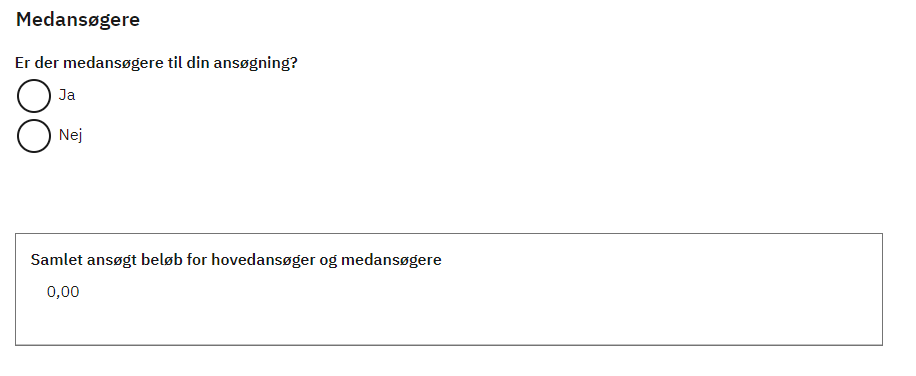 Medansøgere
Er der medansøgere til din ansøgning?
Ja
Nej
Samlet ansøgt beløb for hovedansøger og medansøgere
0,00